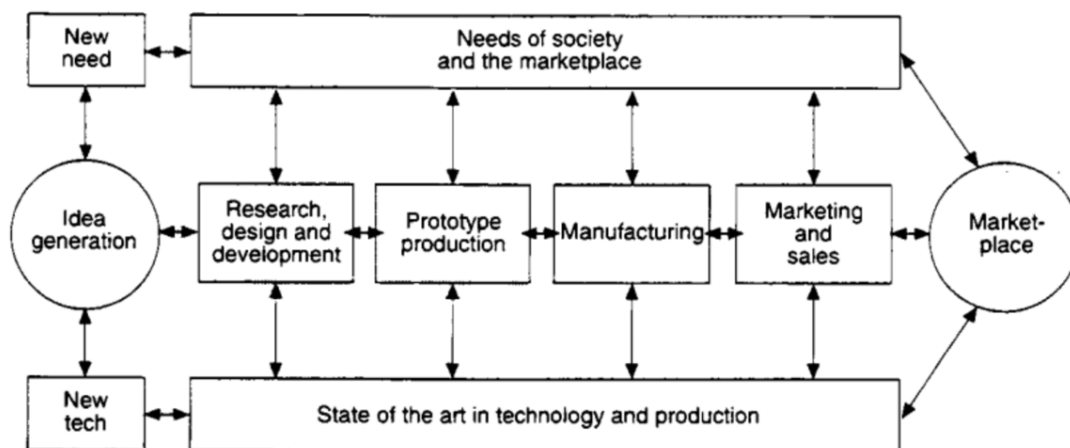 New
need
Needs of society
and the marketplace
Idea
generation
Research,
design and
development
Prototype
production
Manufacturing
Marketing
and
sales
Market-
place
New
tech
State of the art in technology and production